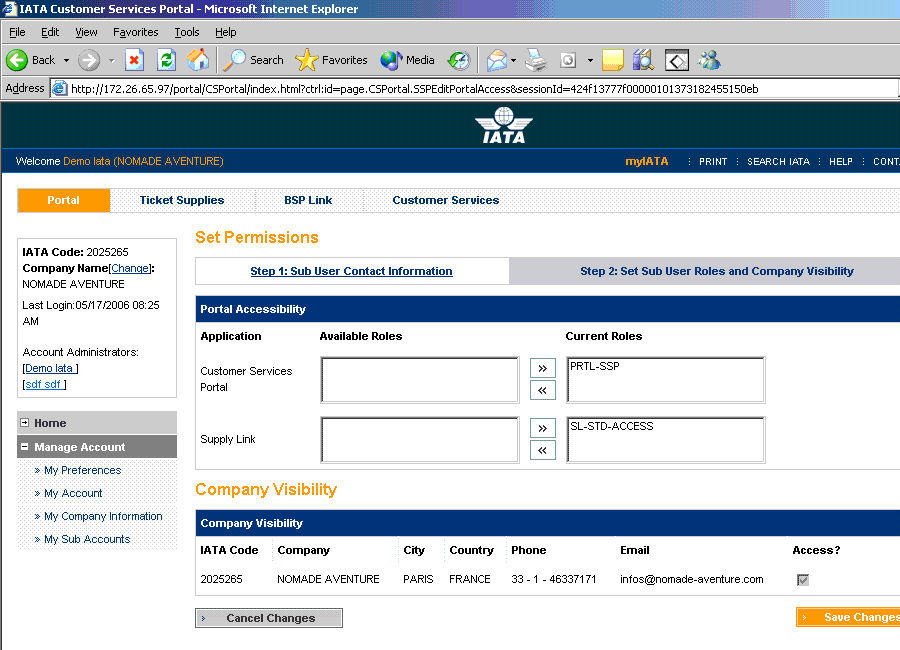 IATA Customer Services Portal - Microsoft Internet Explorer
File Edit View Favorites Tools Help
Back Search Favorites Media
Address http://172.26.65.97/portal/CSPortal/index.html?ctrl:id=page.CSPortal.SSPEditPortalAccess&sessionId=424f13777f00000101373182455150eb
IATA
Welcome Demo Iata (NOMADE AVENTURE) myIATA : PRINT : SEARCH IATA : HELP : CONT
Portal Ticket Supplies BSP Link Customer Services
IATA Code: 2025265
Company Name[Change]:
NOMADE AVENTURE
Last Login:05/17/2006 08:25
AM
Account Administrators:
[Demo Iata ]
[sdf sdf ]
Home
Manage Account
» My Preferences
» My Account
» My Company Information
» My Sub Accounts
Set Permissions
Step 1: Sub User Contact Information Step 2: Set Sub User Roles and Company Visibility
Portal Accessibility
Application Available Roles Current Roles
Customer Services
Portal
»
«
PRTL-SSP
Supply Link
»
«
SL-STD-ACCESS
Company Visibility
Company Visibility
IATA Code Company City Country Phone Email Access?
2025265 NOMADE AVENTURE PARIS FRANCE 33 - 1 - 46337171 infos@nomade-aventure.com
› Cancel Changes › Save Changes